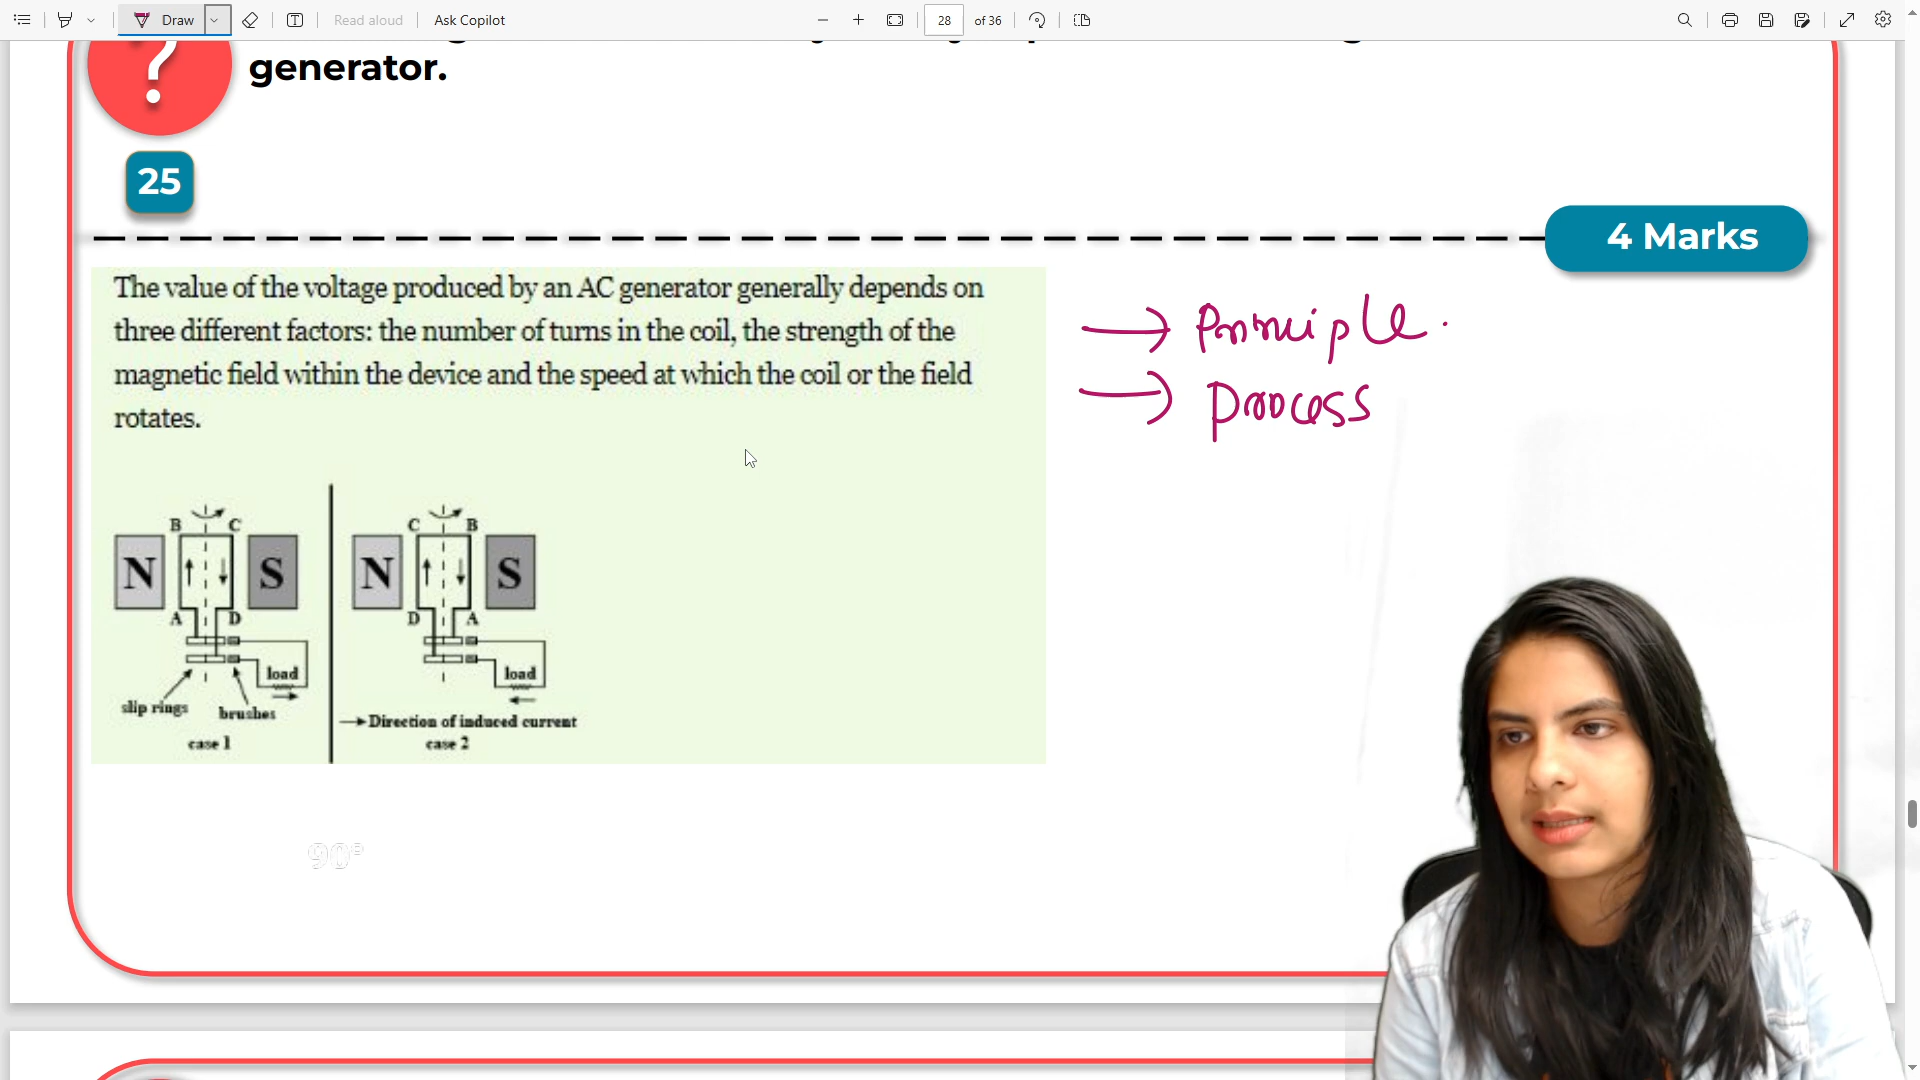 Draw
Read aloud
Ask Copilot
28
of 36
?
generator.
25
4 Marks
The value of the voltage produced by an AC generator generally depends on
three different factors: the number of turns in the coil, the strength of the
magnetic field within the device and the speed at which the coil or the field
rotates.
→ Principle.
→ Process
B C
N S
A D
load
slip rings
brushes
case 1
C B
N S
D A
load
→Direction of induced current
case 2
90°